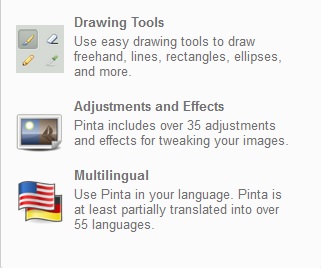 Drawing Tools
Use easy drawing tools to draw
freehand, lines, rectangles, ellipses,
and more.
Adjustments and Effects
Pinta includes over 35 adjustments
and effects for tweaking your images.
Multilingual
Use Pinta in your language. Pinta is
at least partially translated into over
55 languages.